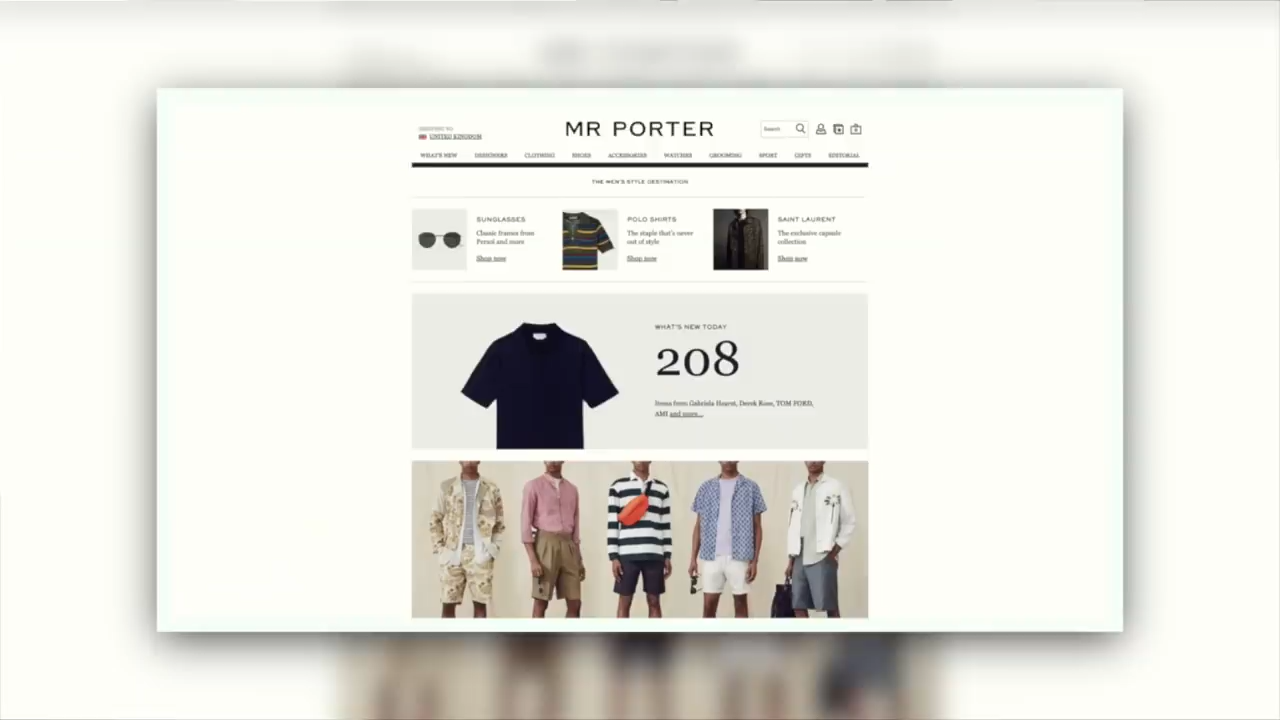 SHIPPING TO
UNITED KINGDOM
MR PORTER
Search
0
WHAT'S NEW DESIGNERS CLOTHING SHOES ACCESSORIES WATCHES GROOMING SPORT GIFTS EDITORIAL
THE MEN'S STYLE DESTINATION
SUNGLASSES
Classic frames from
Persol and more
Shop now
POLO SHIRTS
The staple that's never
out of style
Shop now
SAINT LAURENT
The exclusive capsule
collection
Shop now
WHAT'S NEW TODAY
208
Items from Gabriela Hearst, Derek Rose, TOM FORD,
AMI and more...